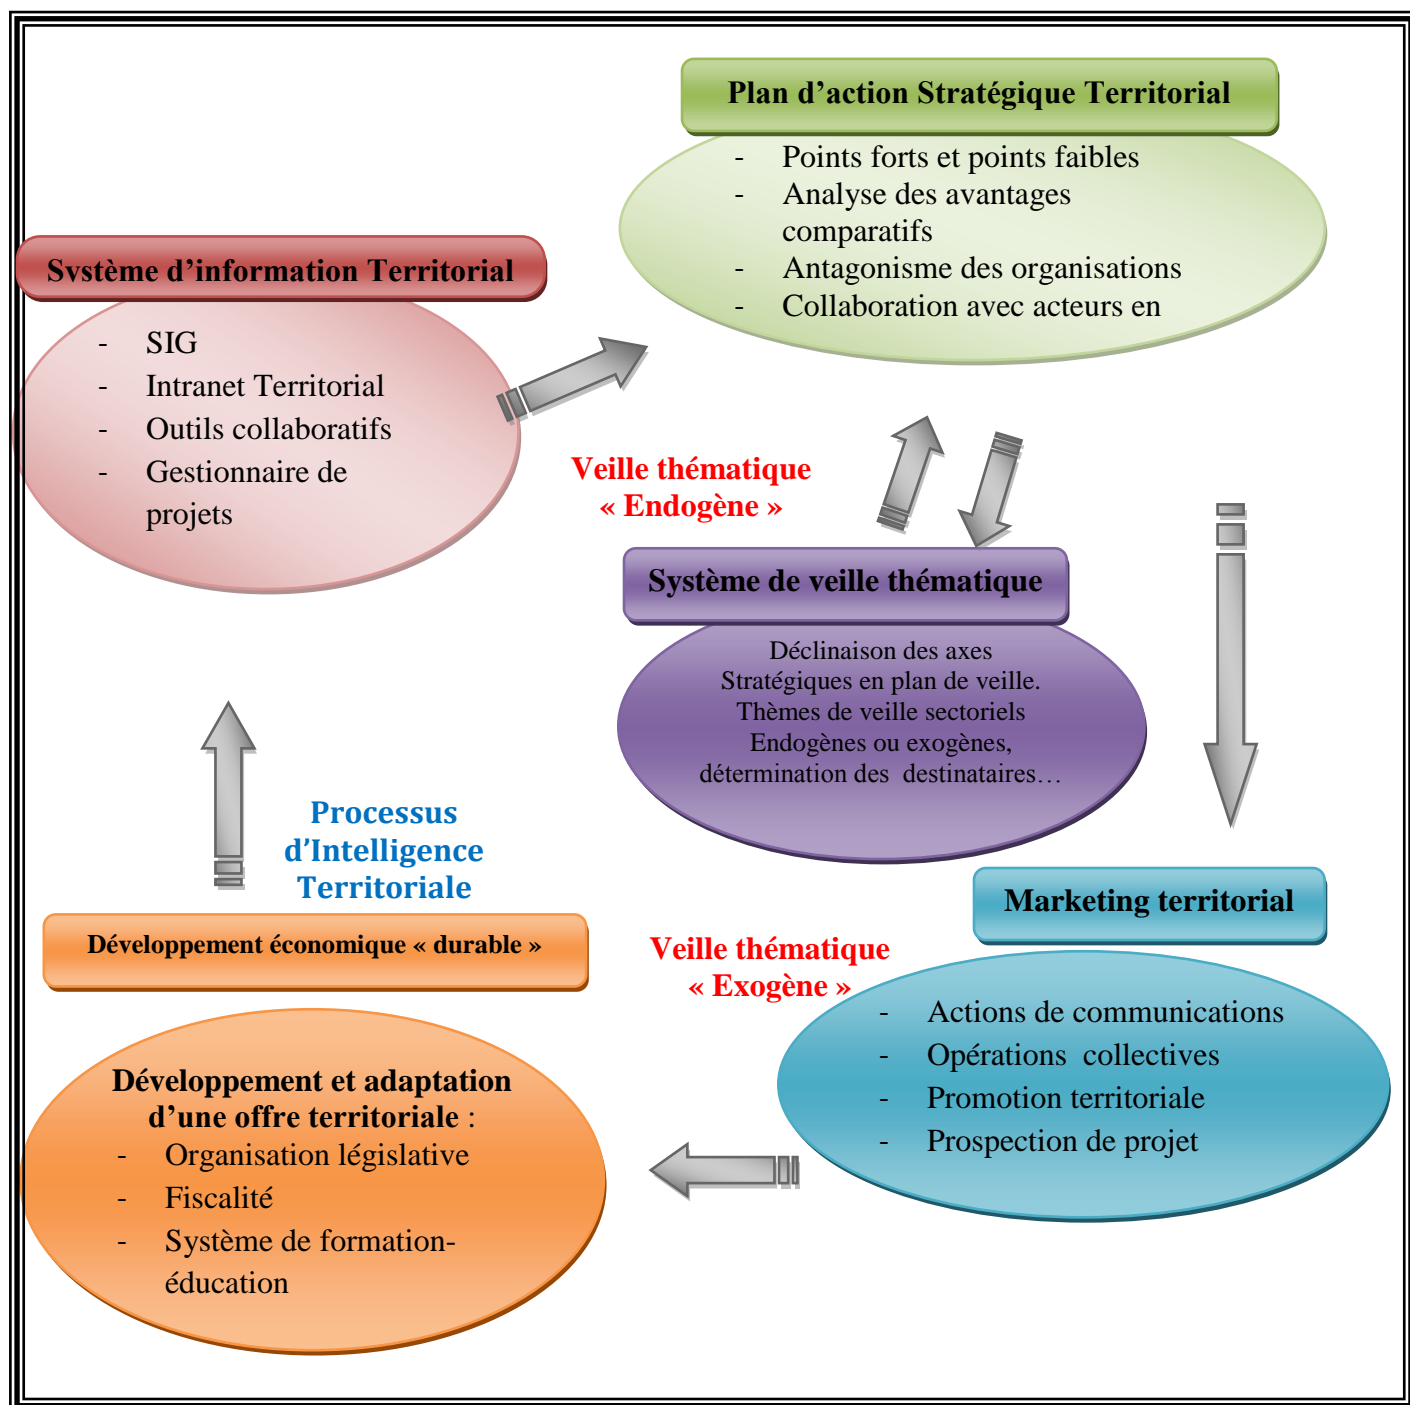 Plan d’action Stratégique Territorial
- Points forts et points faibles
- Analyse des avantages
comparatifs
- Antagonisme des organisations
- Collaboration avec acteurs en
Système d’information Territorial
- SIG
- Intranet Territorial
- Outils collaboratifs
- Gestionnaire de
projets
Veille thématique
« Endogène »
Système de veille thématique
Déclinaison des axes
Stratégiques en plan de veille.
Thèmes de veille sectoriels
Endogènes ou exogènes,
détermination des destinataires…
Processus
d’Intelligence
Territoriale
Marketing territorial
- Actions de communications
- Opérations collectives
- Promotion territoriale
- Prospection de projet
Veille thématique
« Exogène »
Développement économique « durable »
Développement et adaptation
d’une offre territoriale :
- Organisation législative
- Fiscalité
- Système de formation-
éducation